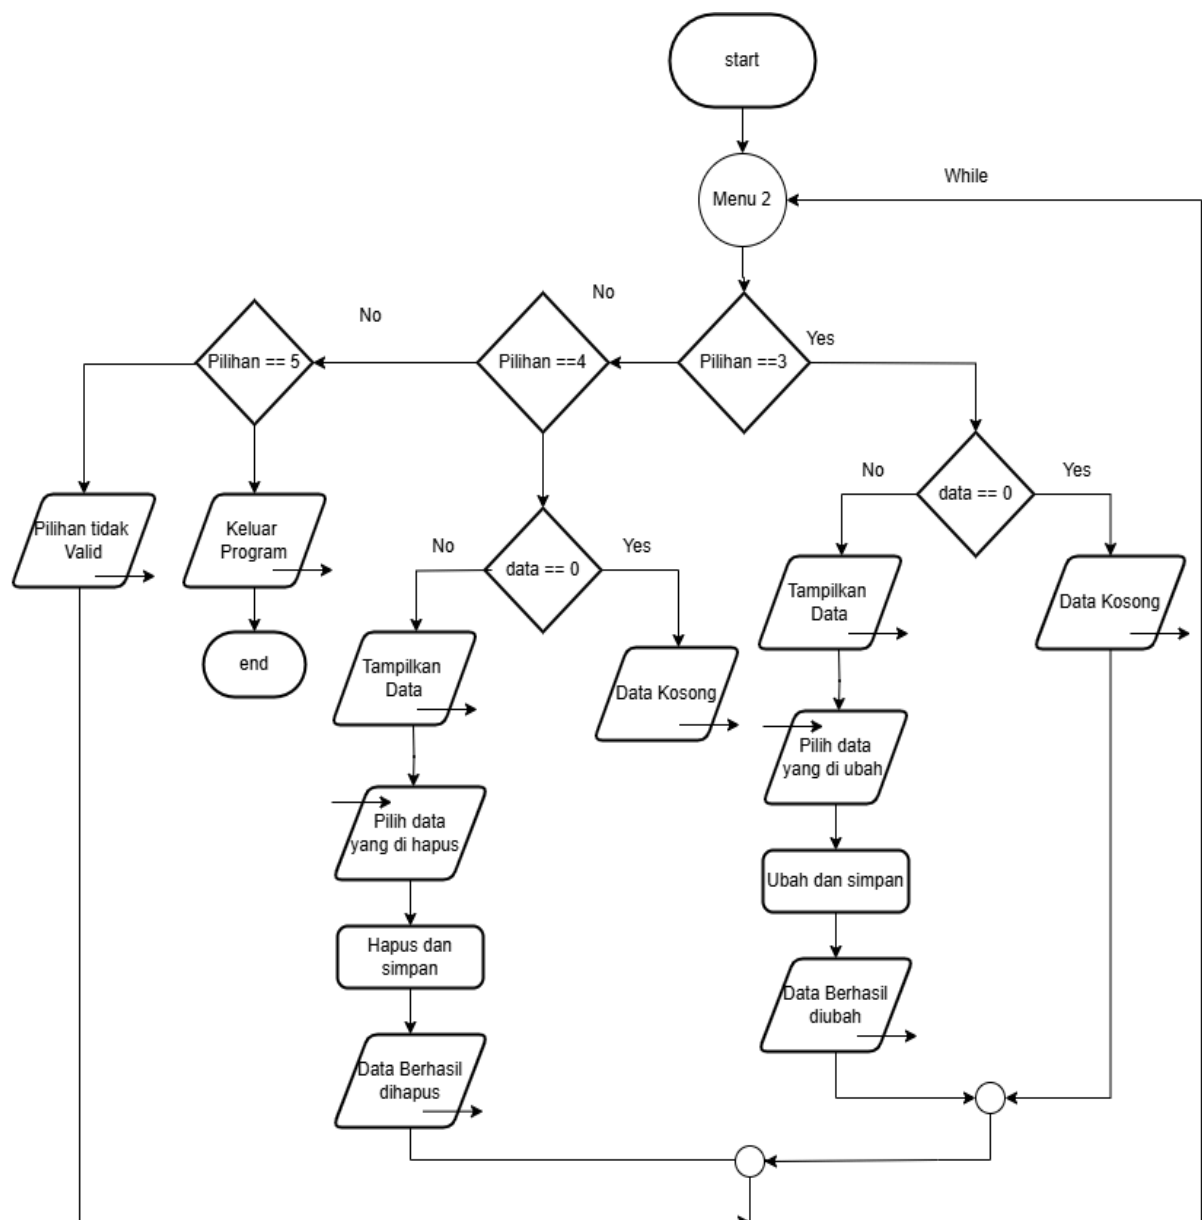 start
Menu 2
While
No
No
Yes
Pilihan == 5
Pilihan ==4
Pilihan ==3
No
Yes
data == 0
Pilihan tidak
Valid
Keluar
Program
No
Yes
data == 0
Tampilkan
Data
Data Kosong
end
Tampilkan
Data
Data Kosong
Pilih data
yang di ubah
Pilih data
yang di hapus
Ubah dan simpan
Hapus dan
simpan
Data Berhasil
diubah
Data Berhasil
dihapus